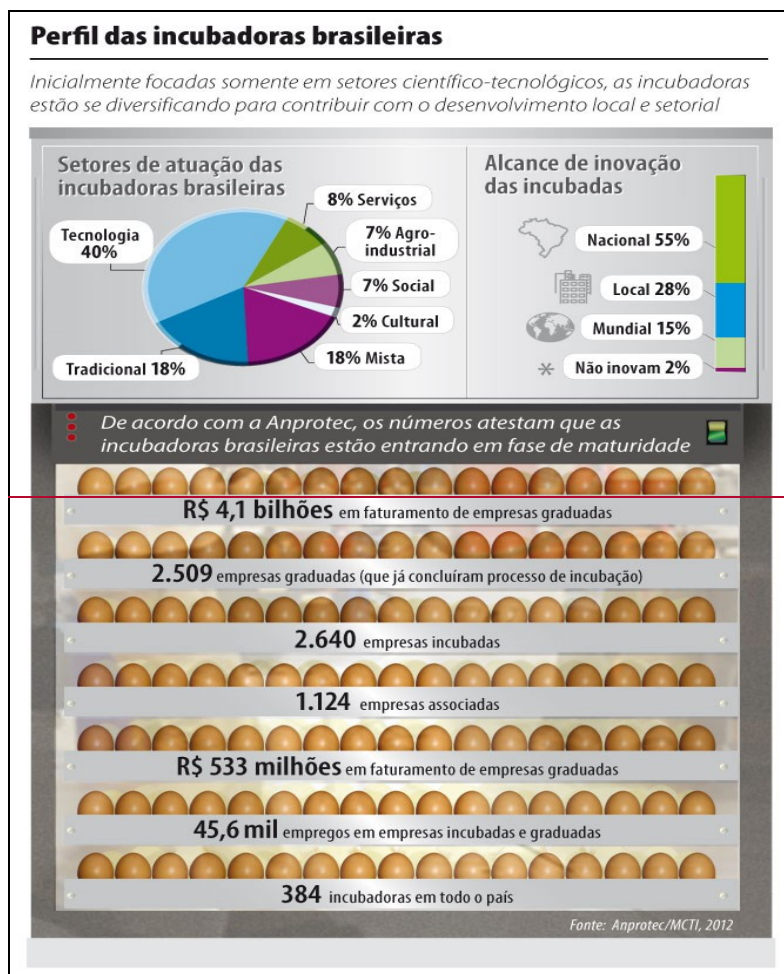 Perfil das incubadoras brasileiras
Inicialmente focadas somente em setores científico-tecnológicos, as incubadoras
estão se diversificando para contribuir com o desenvolvimento local e setorial
Setores de atuação das
incubadoras brasileiras
8% Serviços
Tecnologia
40%
7% Agro-
industrial
7% Social
2% Cultural
18% Mista
Tradicional 18%
Alcance de inovação
das incubadas
Nacional 55%
Local 28%
Mundial 15%
* Não inovam 2%
De acordo com a Anprotec, os números atestam que as
incubadoras brasileiras estão entrando em fase de maturidade
R$ 4,1 bilhões em faturamento de empresas graduadas
2.509 empresas graduadas (que já concluíram processo de incubação)
2.640 empresas incubadas
1.124 empresas associadas
R$ 533 milhões em faturamento de empresas graduadas
45,6 mil empregos em empresas incubadas e graduadas
384 incubadoras em todo o país
Fonte: Anprotec/MCTI, 2012